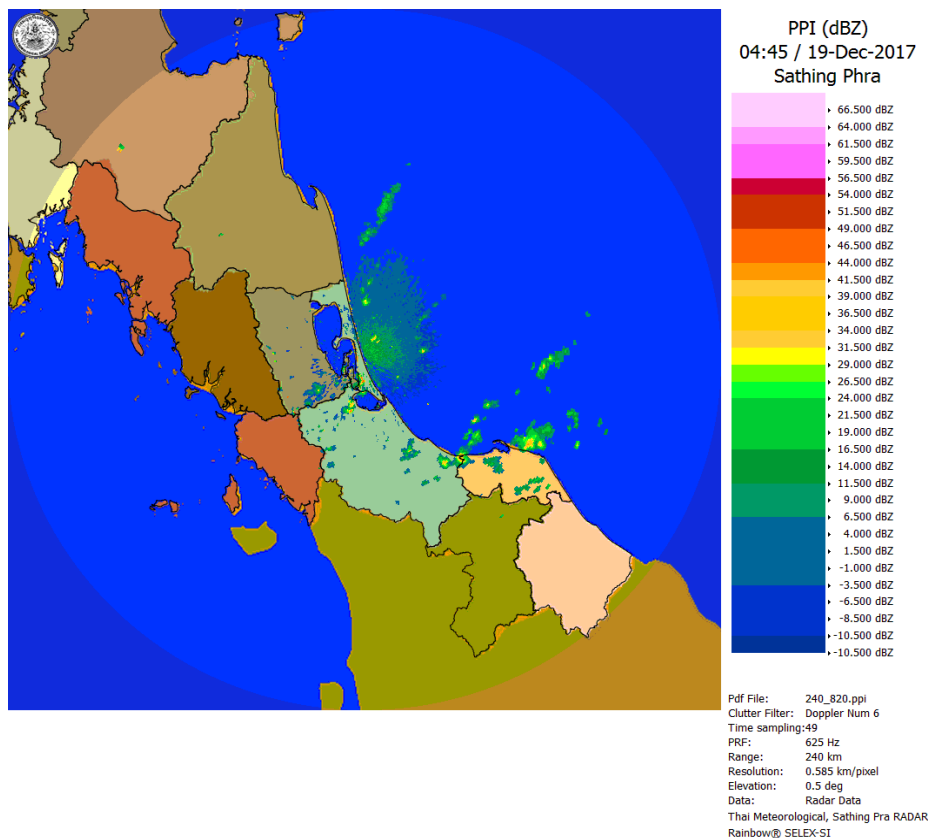 PPI (dBZ)
04:45 / 19-Dec-2017
Sathing Phra
66.500 dBZ
64.000 dBZ
61.500 dBZ
59.500 dBZ
56.500 dBZ
54.000 dBZ
51.500 dBZ
49.000 dBZ
46.500 dBZ
44.000 dBZ
41.500 dBZ
39.000 dBZ
36.500 dBZ
34.000 dBZ
31.500 dBZ
29.000 dBZ
26.500 dBZ
24.000 dBZ
21.500 dBZ
19.000 dBZ
16.500 dBZ
14.000 dBZ
11.500 dBZ
9.000 dBZ
6.500 dBZ
4.000 dBZ
1.500 dBZ
-1.000 dBZ
-3.500 dBZ
-6.500 dBZ
-8.500 dBZ
-10.500 dBZ
-10.500 dBZ
Pdf File: 240_820.ppi
Clutter Filter: Doppler Num 6
Time sampling:49
PRF: 625 Hz
Range: 240 km
Resolution: 0.585 km/pixel
Elevation: 0.5 deg
Data: Radar Data
Thai Meteorological, Sathing Pra RADAR
Rainbow® SELEX-SI